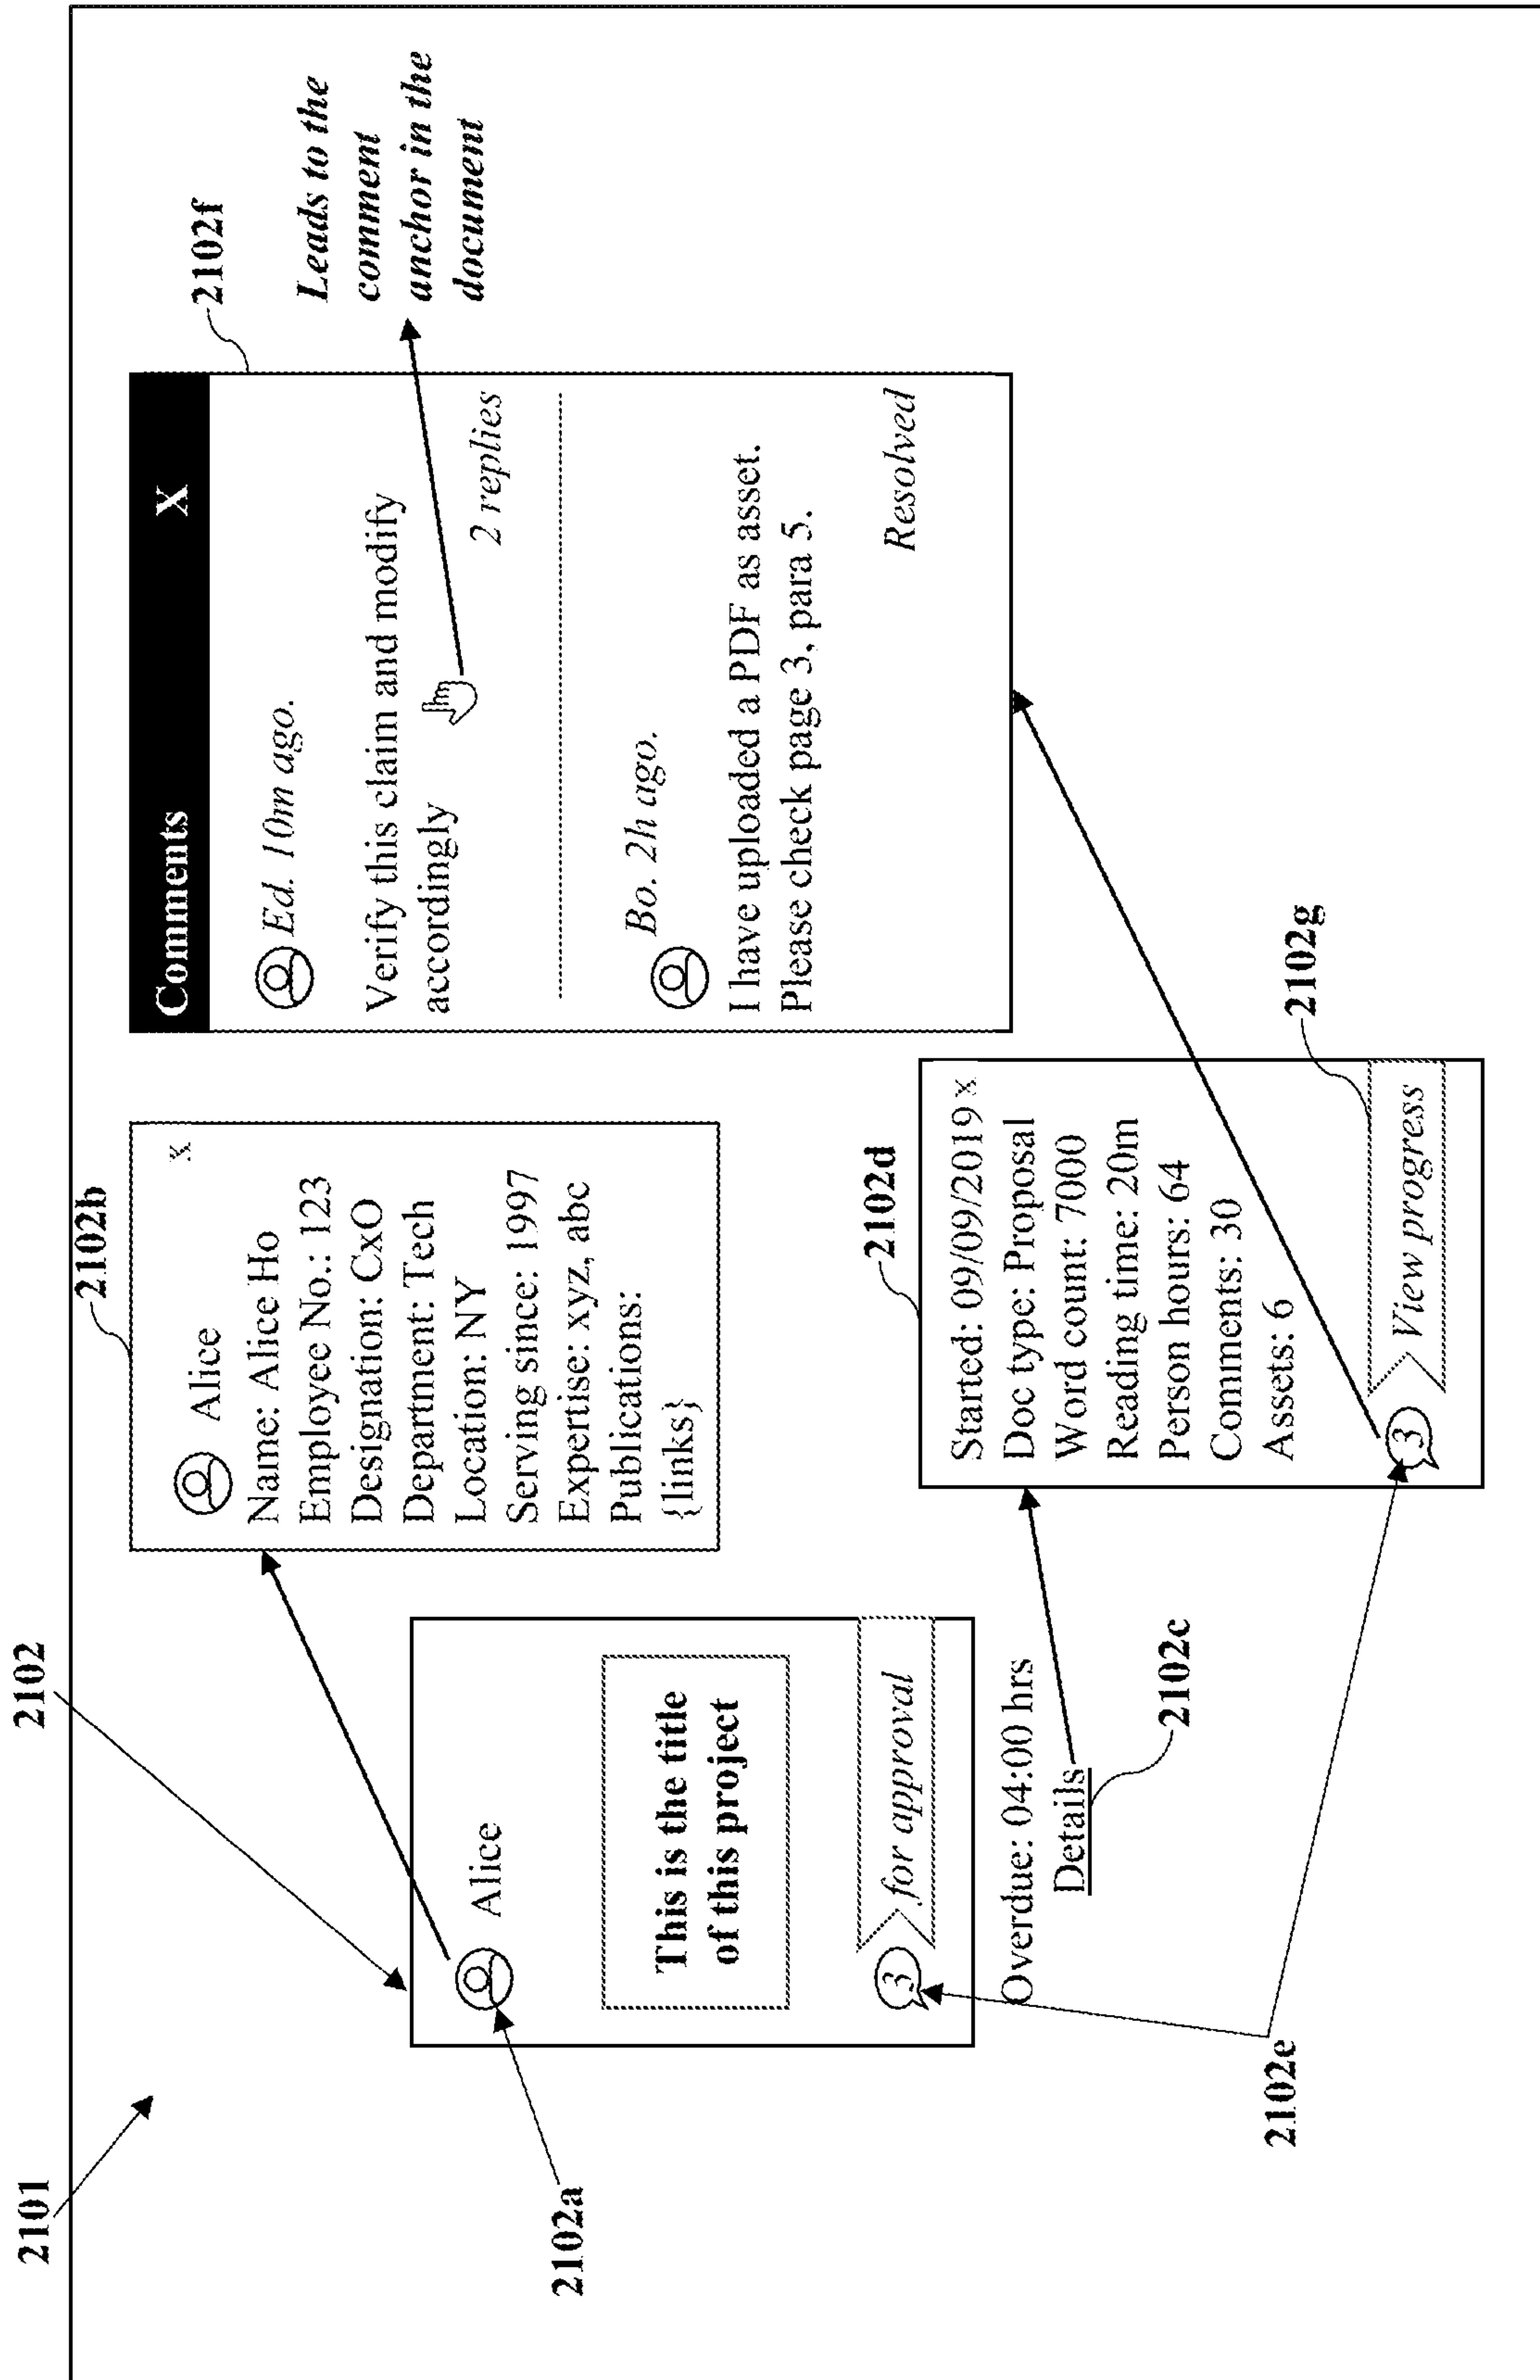 2101
2102
2102a
Alice
This is the title
of this project
3
for approval
Overdue: 04:00 hrs
Details
2102c
2102e
2102b
x
Alice
Name: Alice Ho
Employee No.: 123
Designation: CxO
Department: Tech
Location: NY
Serving since: 1997
Expertise: xyz, abc
Publications:
{links}
2102d
Started: 09/09/2019 x
Doc type: Proposal
Word count: 7000
Reading time: 20m
Person hours: 64
Comments: 30
Assets: 6
3
View progress
2102g
2102f
Comments X
Ed. 10m ago.
Verify this claim and modify
accordingly
2 replies
Bo. 2h ago.
I have uploaded a PDF as asset.
Please check page 3, para 5.
Resolved
Leads to the
comment
anchor in the
document